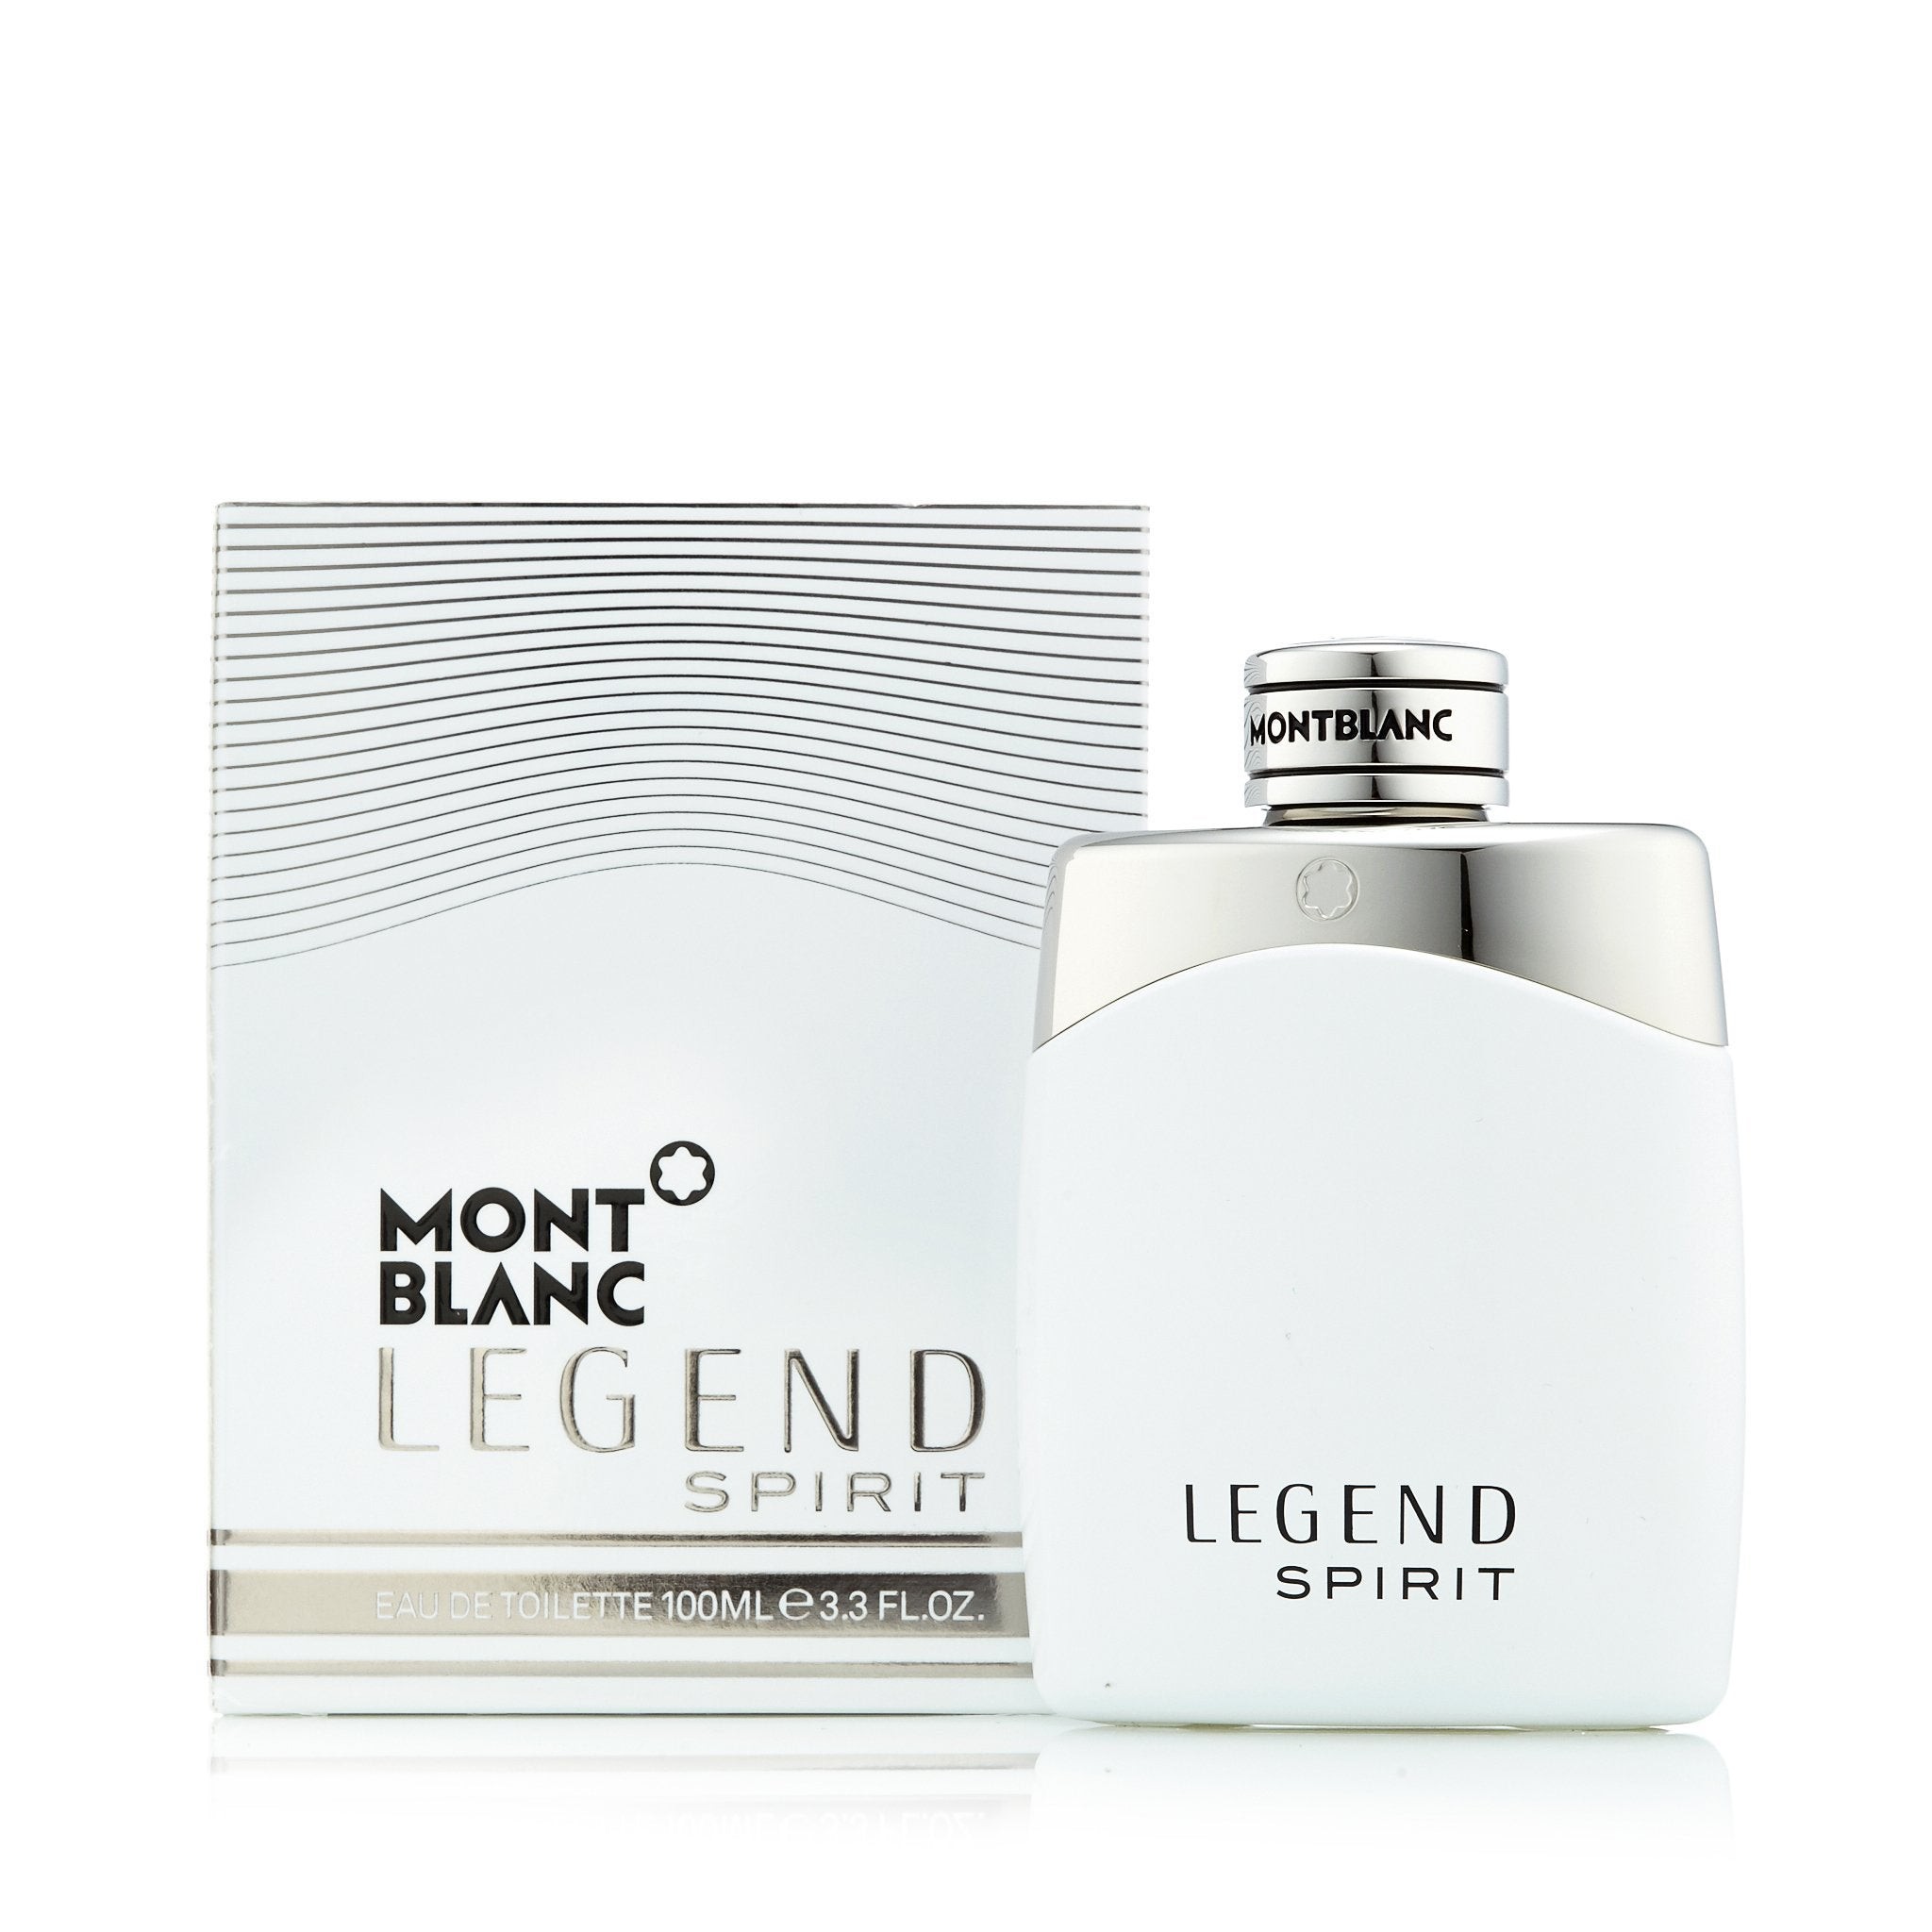 MONT
BLANC
LEGEND
SPIRIT
EAU DE TOILETTE 100ML ℮ 3.3 FL.OZ.
MONTBLANC
LEGEND
SPIRIT